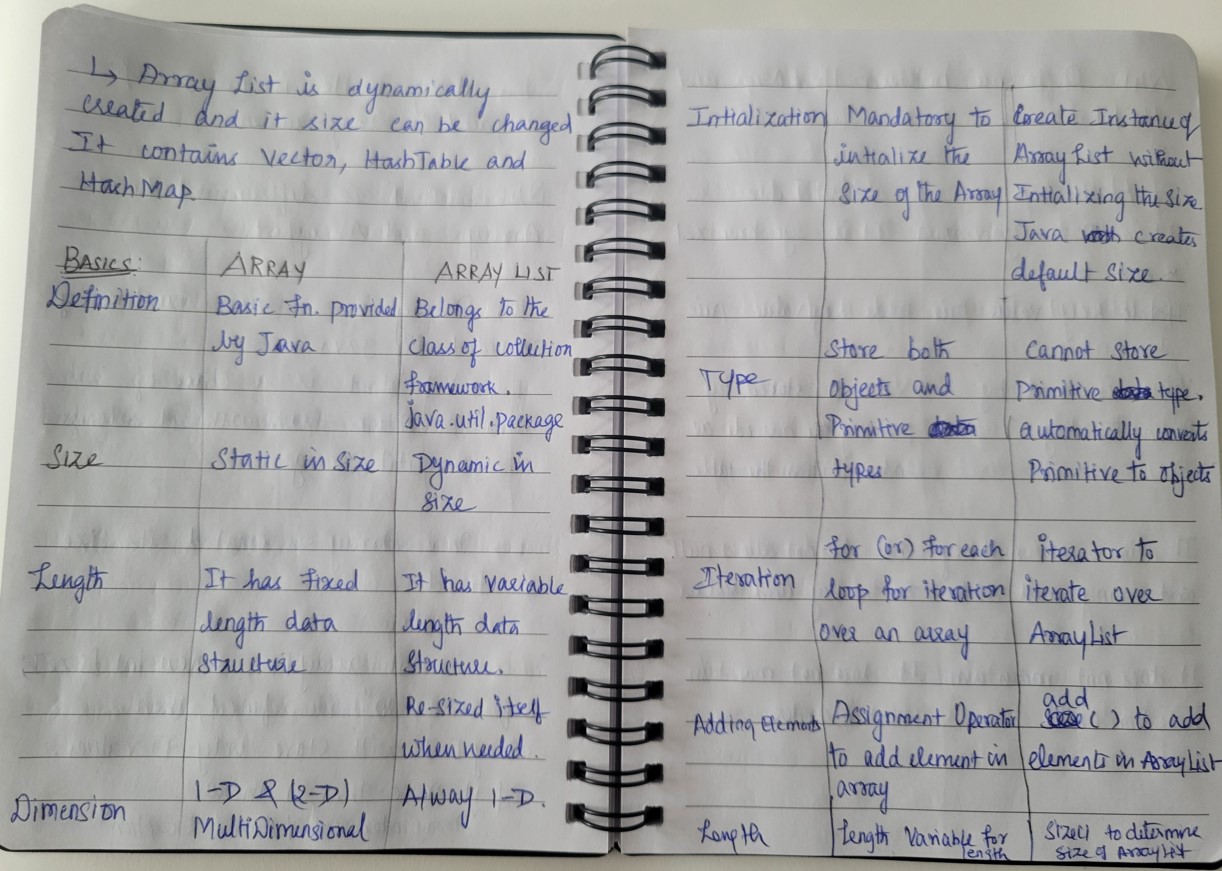 ↳ Array List is dynamically
created and it size can be changed
It contains Vector, HashTable and
HashMap.
BASICS: ARRAY ARRAY LIST
Definition Basic fn. provided Belongs to the
by Java class of collection
framework.
java.util.package
Size Static in size Dynamic in
size
Length It has fixed It has variable
length data length data
structure structure.
Re-sized itself
when needed.
Dimension 1-D & (2-D) Alway 1-D.
MultiDimensional
Intialization Mandatory to Create Instance of
intialize the Array List without
size of the Array Intializing the size
Java creates
default size.
Store both Cannot store
Type objects and Primitive type.
Primitive automatically converts
types Primitive to objects
for (or) for each iterator to
Iteration loop for iteration iterate over
over an array ArrayList
add
Adding Elements Assignment Operator () to add
to add element in elements in ArrayList
array
Length Length Variable for size() to determine
length size of ArrayList